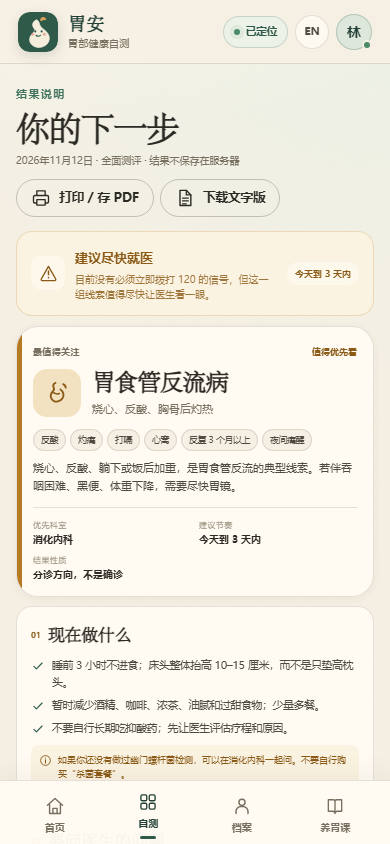 胃安
胃部健康自测
已定位
EN
林
结果说明
你的下一步
2026年11月12日 · 全面测评 · 结果不保存在服务器
打印 / 存 PDF
下载文字版
建议尽快就医
目前没有必须立即拨打 120 的信号，但这一
组线索值得尽快让医生看一眼。
今天到 3 天内
最值得关注
值得优先看
胃食管反流病
烧心、反酸、胸骨后灼热
反酸
灼痛
打嗝
心窝
反复 3 个月以上
夜间痛醒
烧心、反酸、躺下或饭后加重，是胃食管反流的典型线索。若伴吞
咽困难、黑便、体重下降，需要尽快胃镜。
优先科室
消化内科
建议节奏
今天到 3 天内
结果性质
分诊方向，不是确诊
01 现在做什么
睡前 3 小时不进食；床头整体抬高 10–15 厘米，而不是只垫高枕
头。
暂时减少酒精、咖啡、浓茶、油腻和过甜食物；少量多餐。
不要自行长期吃抑酸药；先让医生评估疗程和原因。
如果你还没有做过幽门螺杆菌检测，可以在消化内科一起问。不要自行购
买“杀菌套餐”。
首页
自测
档案
养胃课